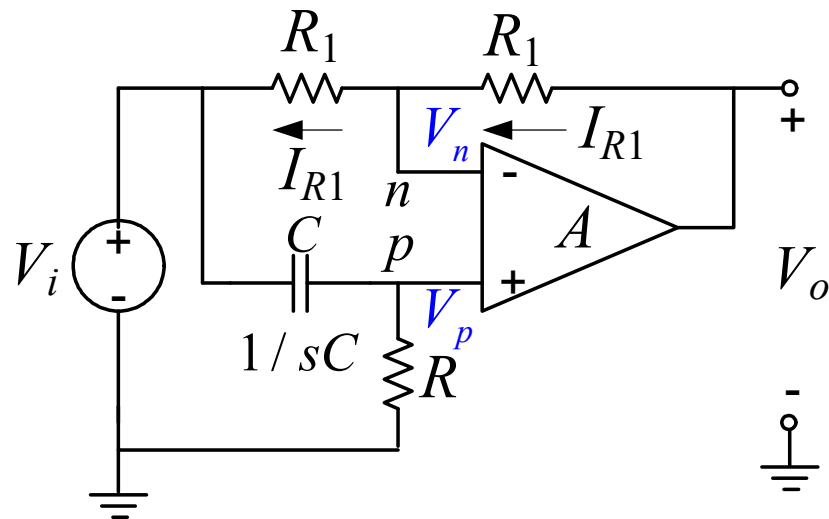 R1 R1
Vn IR1
IR1 n -
C p A
+ +
Vi Vo
- Vp +
1 / sC R
-